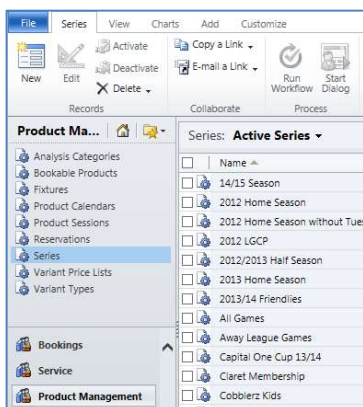 File Series View Charts Add Customize
New
Edit
Activate
Deactivate
Delete
Copy a Link
E-mail a Link
Run Workflow
Start Dialog
Records Collaborate Process
Product Ma...
Analysis Categories
Bookable Products
Fixtures
Product Calendars
Product Sessions
Reservations
Series
Variant Price Lists
Variant Types
Bookings
Service
Product Management
Series: Active Series
Name
14/15 Season
2012 Home Season
2012 Home Season without Tues
2012 LGCP
2012/2013 Half Season
2013 Home Season
2013/14 Friendlies
All Games
Away League Games
Capital One Cup 13/14
Claret Membership
Cobblerz Kids